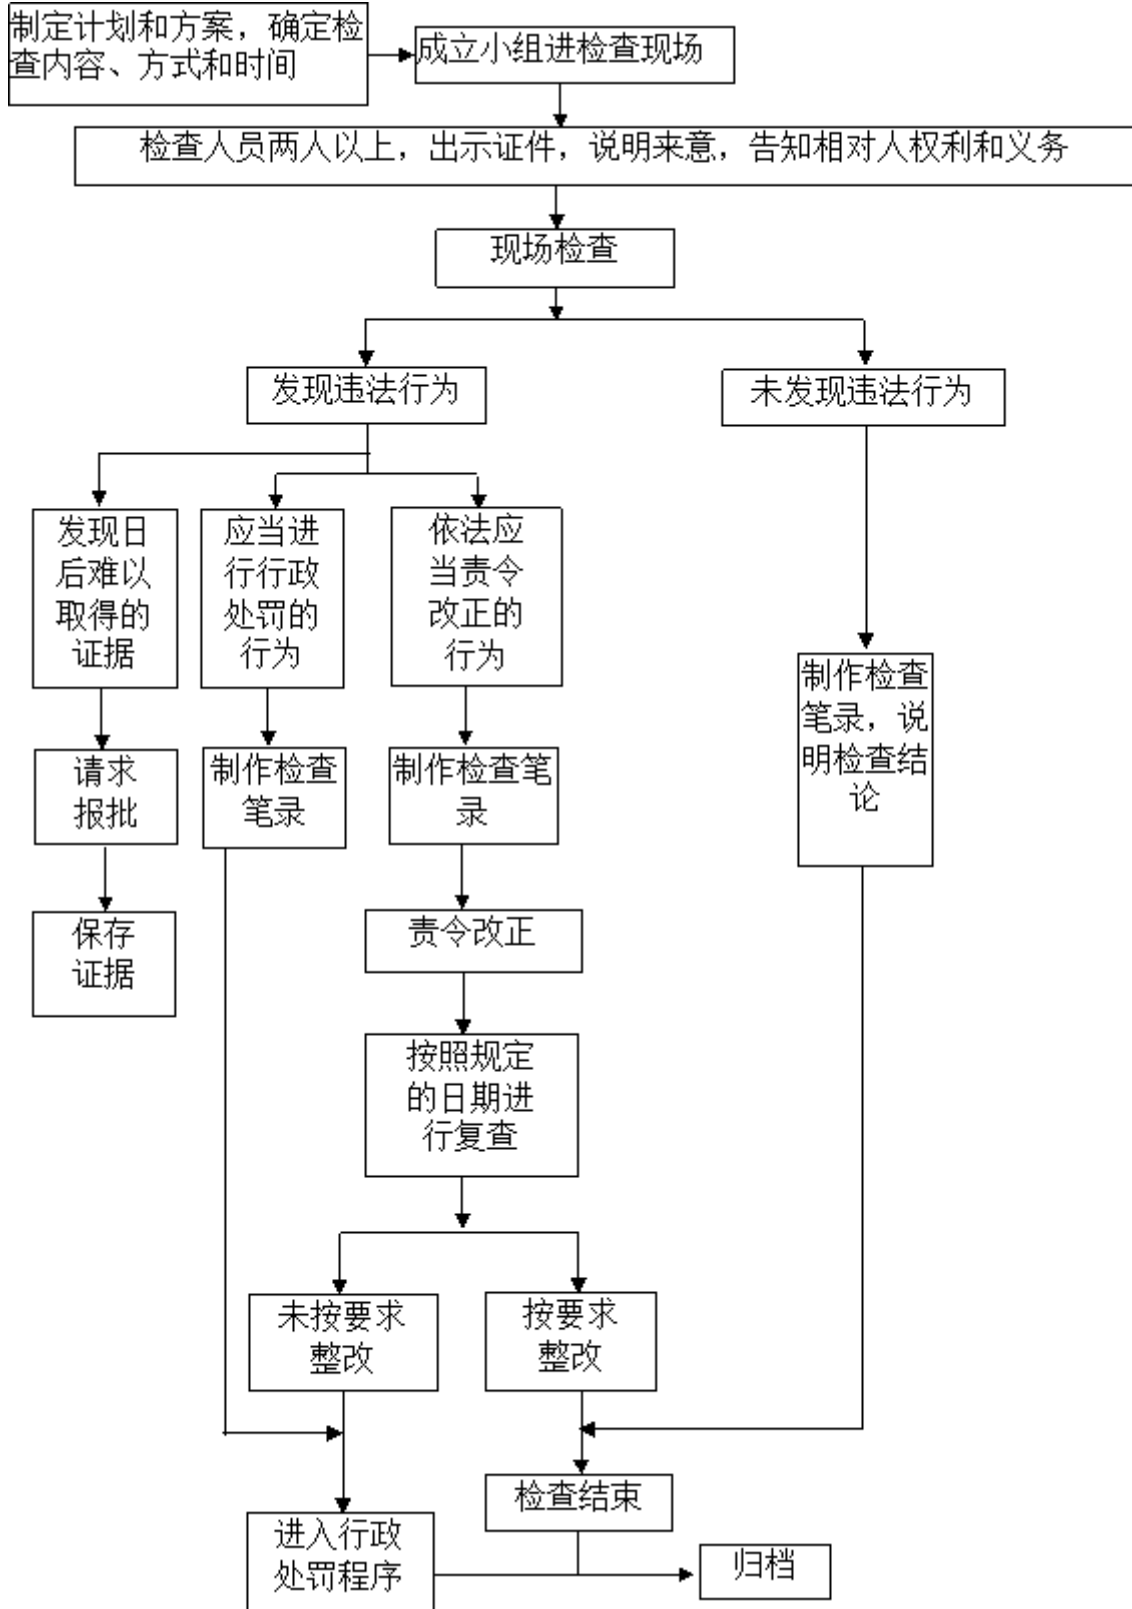 制定计划和方案，确定检
查内容、方式和时间
成立小组进检查现场
检查人员两人以上，出示证件，说明来意，告知相对人权利和义务
现场检查
发现违法行为
未发现违法行为
发现日
后难以
取得的
证据
应当进
行行政
处罚的
行为
依法应
当责令
改正的
行为
制作检查
笔录，说
明检查结
论
请求
报批
制作检查
笔录
制作检查笔
录
保存
证据
责令改正
按照规定
的日期进
行复查
未按要求
整改
按要求
整改
检查结束
进入行政
处罚程序
归档